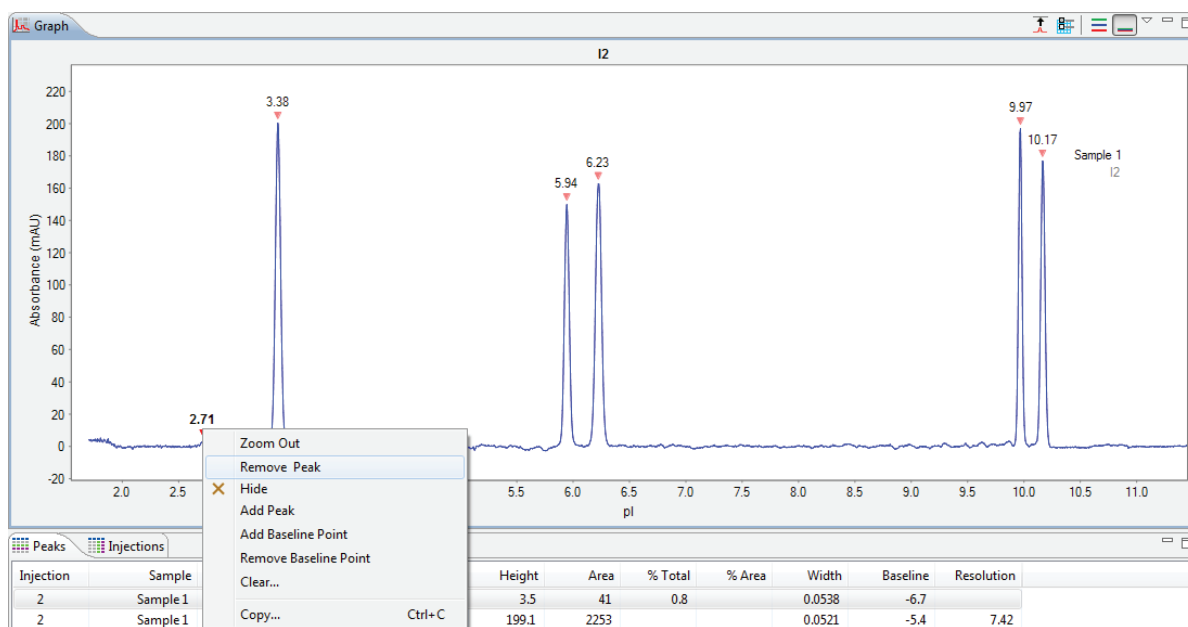 Graph
I2
220
200
180
160
140
120
100
80
60
40
20
0
-20
Absorbance (mAU)
3.38
5.94
6.23
9.97
10.17
Sample 1
I2
2.71
2.0 2.5 5.5 6.0 6.5 7.0 7.5 8.0 8.5 9.0 9.5 10.0 10.5 11.0
pI
Zoom Out
Remove Peak
Hide
Add Peak
Add Baseline Point
Remove Baseline Point
Clear...
Copy... Ctrl+C
Peaks Injections
Injection Sample Height Area % Total % Area Width Baseline Resolution
2 Sample 1 3.5 41 0.8 0.0538 -6.7
2 Sample 1 199.1 2253 0.0521 -5.4 7.42